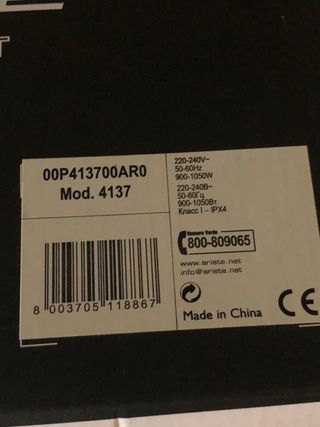 00P413700AR0
Mod. 4137
8 003705 118867
220-240V~
50-60Hz
900-1050W
220-240В~
50-60Гц
900-1050Вт
Класс I - IPX4
Numero Verde
800-809065
www.ariete.net
info@ariete.net
Made in China
CE